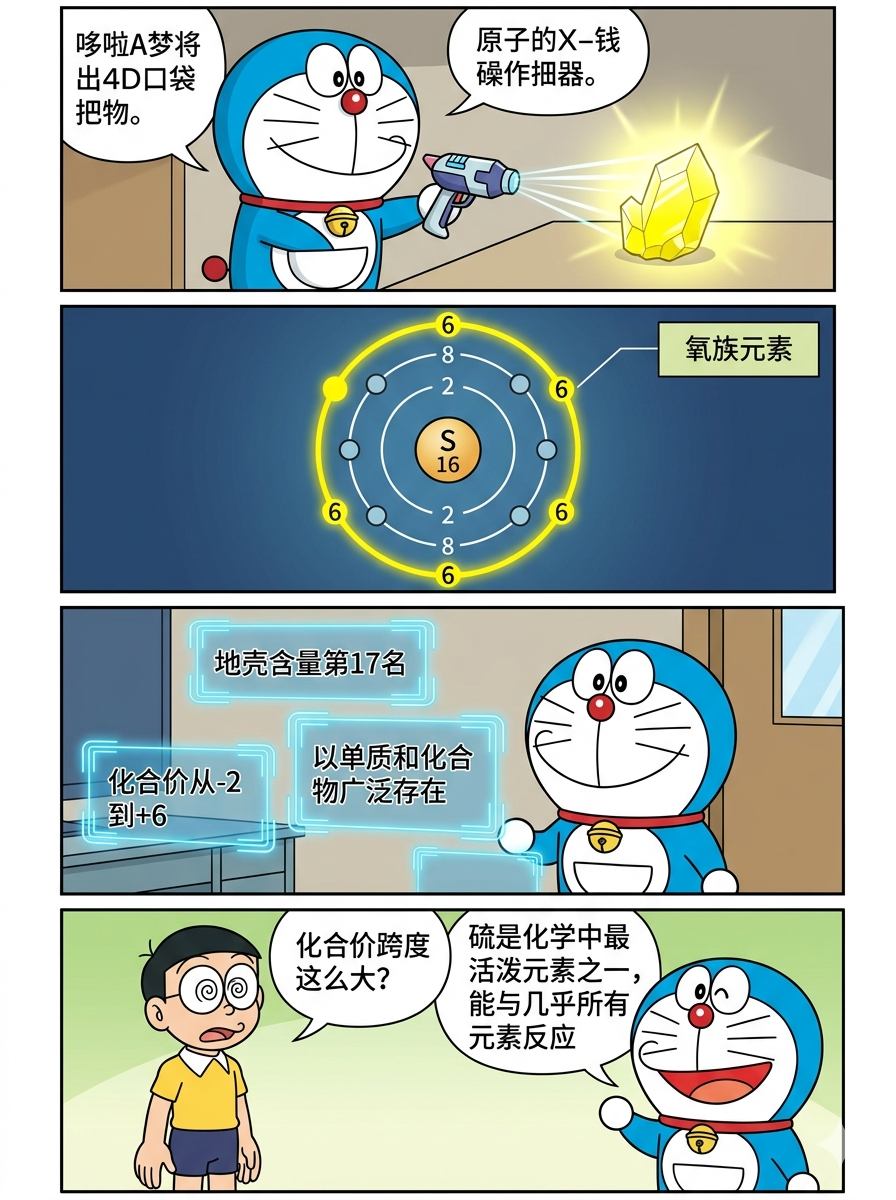 哆啦A梦将
出4D口袋
把物。
原子的X-钱
磲作抇器。
6
8
2
氧族元素
6
S
16
6
2
6
8
6
地壳含量第17名
以单质和化合
物广泛存在
化合价从-2
到+6
化合价跨度
这么大？
硫是化学中最
活泼元素之一，
能与几乎所有
元素反应